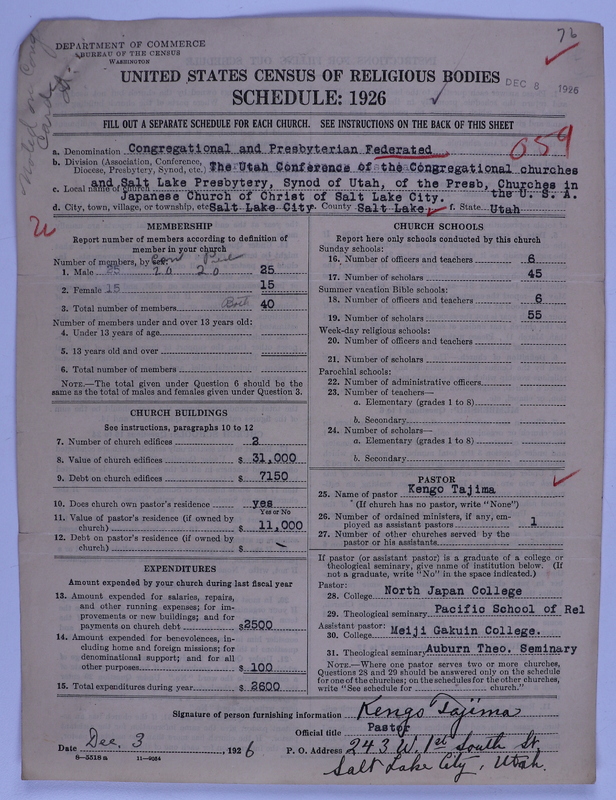 76
DEPARTMENT OF COMMERCE
BUREAU OF THE CENSUS
WASHINGTON
UNITED STATES CENSUS OF RELIGIOUS BODIES
DEC 8 1926
SCHEDULE: 1926
FILL OUT A SEPARATE SCHEDULE FOR EACH CHURCH. SEE INSTRUCTIONS ON THE BACK OF THIS SHEET
a. Denomination Congregational and Presbyterian Federated
b. Division (Association, Conference, Diocese, Presbytery, Synod, etc.) The Utah Conference of the Congregational churches
and Salt Lake Presbytery, Synod of Utah, of the Presb, Churches in
the U. S. A.
c. Local name of church Japanese Church of Christ of Salt Lake City.
d. City, town, village, or township, etc. Salt Lake City e. County Salt Lake f. State Utah
MEMBERSHIP
Report number of members according to definition of
member in your church
Number of members, by sex:
1. Male 25 20 20 25
2. Female 15 15
3. Total number of members 40
Number of members under and over 13 years old:
4. Under 13 years of age
5. 13 years old and over
6. Total number of members
NOTE.—The total given under Question 6 should be the
same as the total of males and females given under Question 3.
CHURCH BUILDINGS
See instructions, paragraphs 10 to 12
7. Number of church edifices 2
8. Value of church edifices $ 31,000
9. Debt on church edifices $ 7150
10. Does church own pastor's residence yes
Yes or No
11. Value of pastor's residence (if owned by
church) $ 11,000
12. Debt on pastor's residence (if owned by
church) $ –
EXPENDITURES
Amount expended by your church during last fiscal year
13. Amount expended for salaries, repairs,
and other running expenses; for im-
provements or new buildings; and for
payments on church debt $2500
14. Amount expended for benevolences, in-
cluding home and foreign missions; for
denominational support; and for all
other purposes $ 100
15. Total expenditures during year $ 2600
CHURCH SCHOOLS
Report here only schools conducted by this church
Sunday schools:
16. Number of officers and teachers 6
17. Number of scholars 45
Summer vacation Bible schools:
18. Number of officers and teachers 6
19. Number of scholars 55
Week-day religious schools:
20. Number of officers and teachers
21. Number of scholars
Parochial schools:
22. Number of administrative officers
23. Number of teachers—
a. Elementary (grades 1 to 8)
b. Secondary
24. Number of scholars—
a. Elementary (grades 1 to 8)
b. Secondary
PASTOR
25. Name of pastor Kengo Tajima
(If church has no pastor, write "None")
26. Number of ordained ministers, if any, em-
ployed as assistant pastors 1
27. Number of other churches served by the
pastor or his assistants
If pastor (or assistant pastor) is a graduate of a college or
theological seminary, give name of institution below. (If
not a graduate, write "No" in the space indicated.)
Pastor:
28. College North Japan College
29. Theological seminary Pacific School of Rel
Assistant pastor:
30. College Meiji Gakuin College.
31. Theological seminary Auburn Theo. Seminary
NOTE.—Where one pastor serves two or more churches,
Questions 28 and 29 should be answered only on the schedule
for one of the churches; on the schedules for the other churches,
write "See schedule for church."
Signature of person furnishing information Kengo Tajima
Official title Pastor
Date Dec. 3, 1926 P. O. Address 243 W. 1st South St.
8—5518a 11—9054
Salt Lake City, Utah.